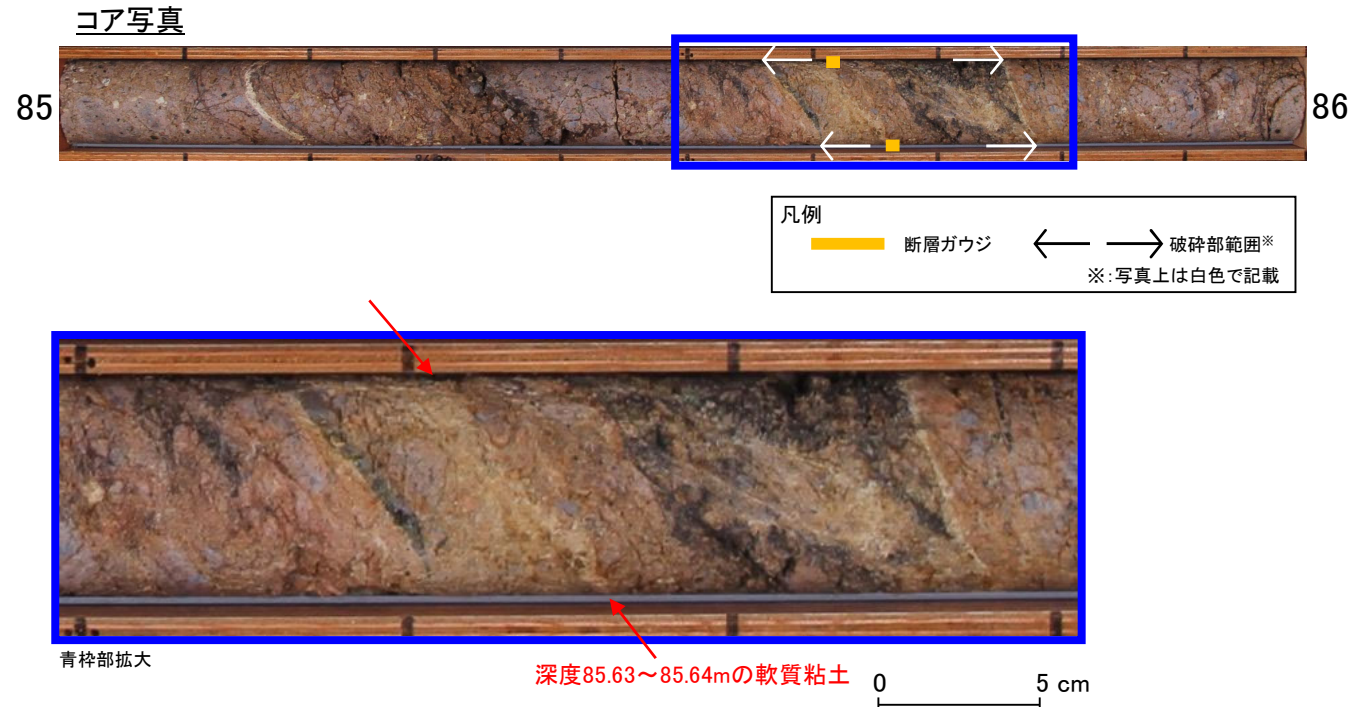 コア写真
85
86
凡例
断層ガウジ
破砕部範囲※
※:写真上は白色で記載
青枠部拡大
深度85.63～85.64mの軟質粘土
0
5 cm